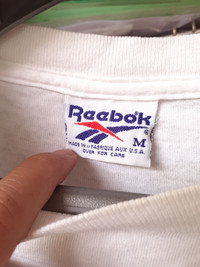 Reebok
®
M
MADE IN // FABRIQUE AUX U.S.A.
OVER FOR CARE